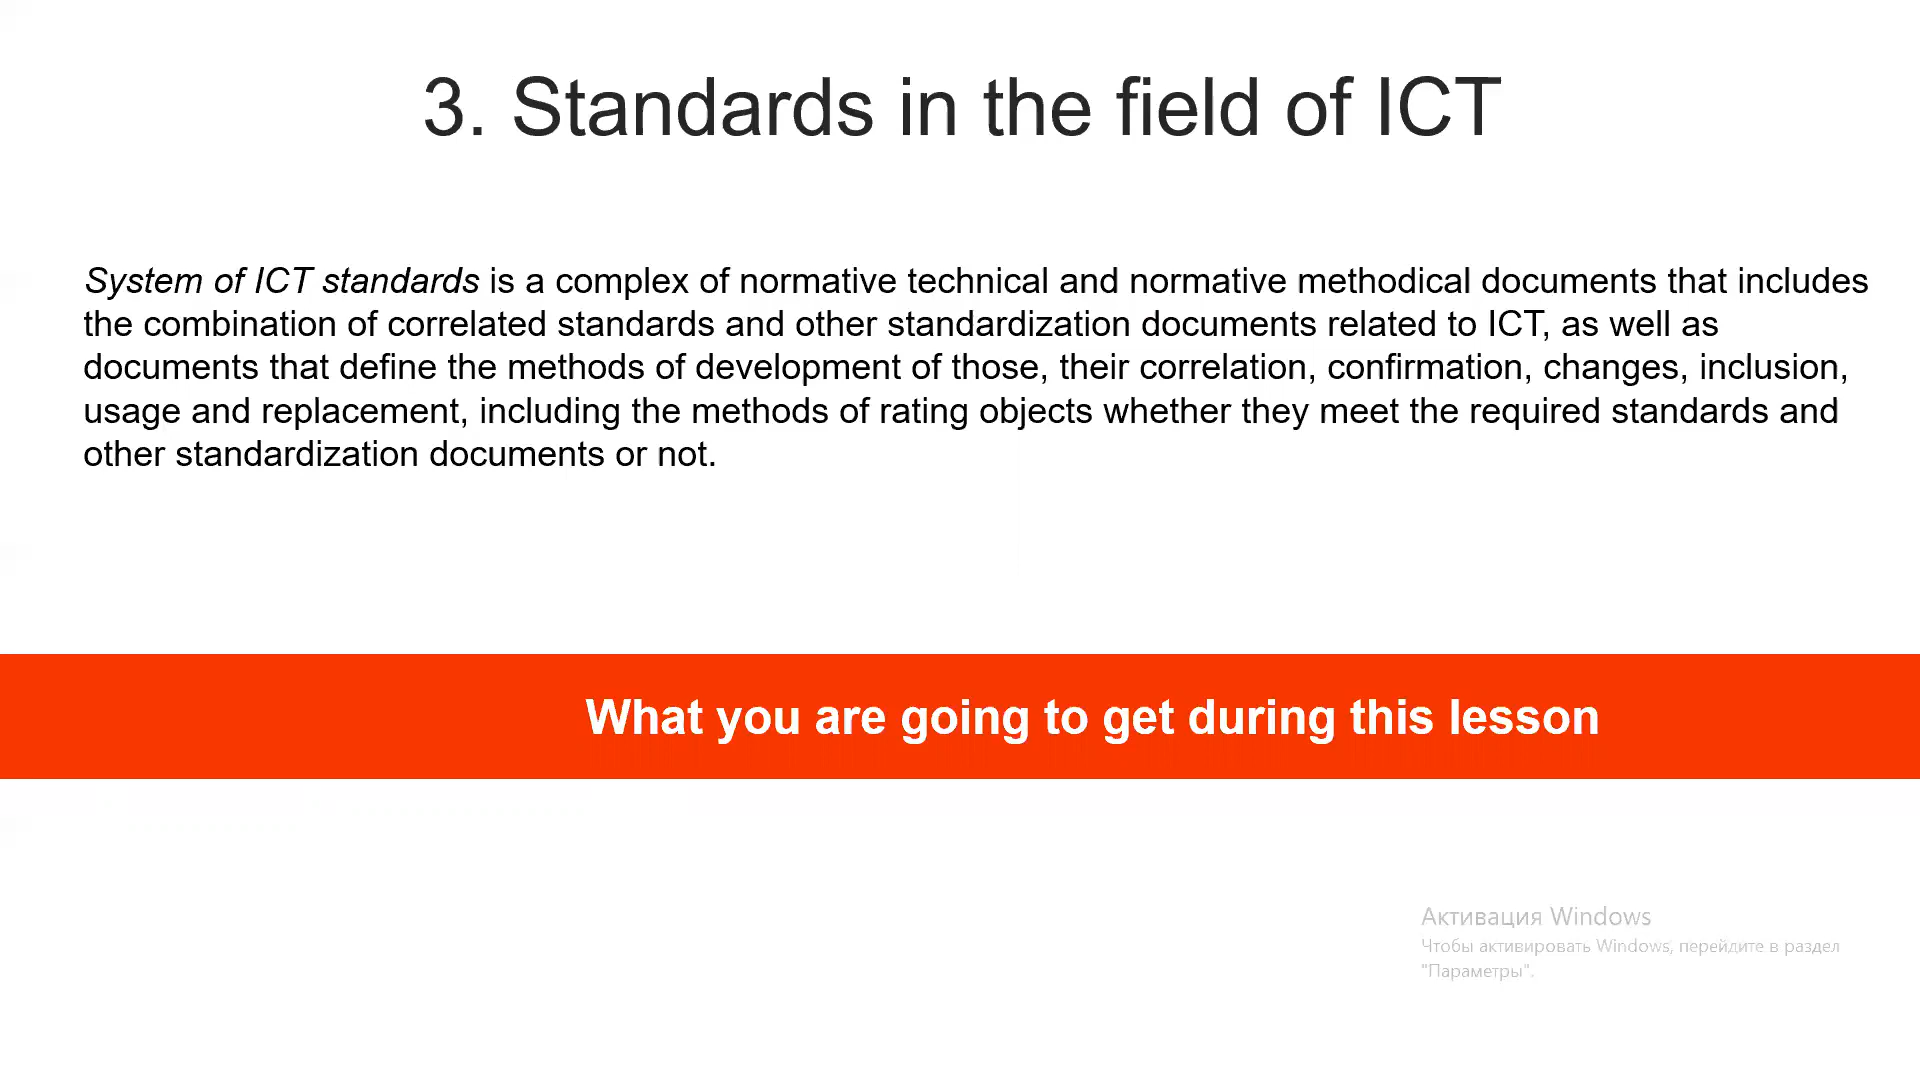 3. Standards in the field of ICT
System of ICT standards is a complex of normative technical and normative methodical documents that includes
the combination of correlated standards and other standardization documents related to ICT, as well as
documents that define the methods of development of those, their correlation, confirmation, changes, inclusion,
usage and replacement, including the methods of rating objects whether they meet the required standards and
other standardization documents or not.
What you are going to get during this lesson
Активация Windows
Чтобы активировать Windows, перейдите в раздел
"Параметры".